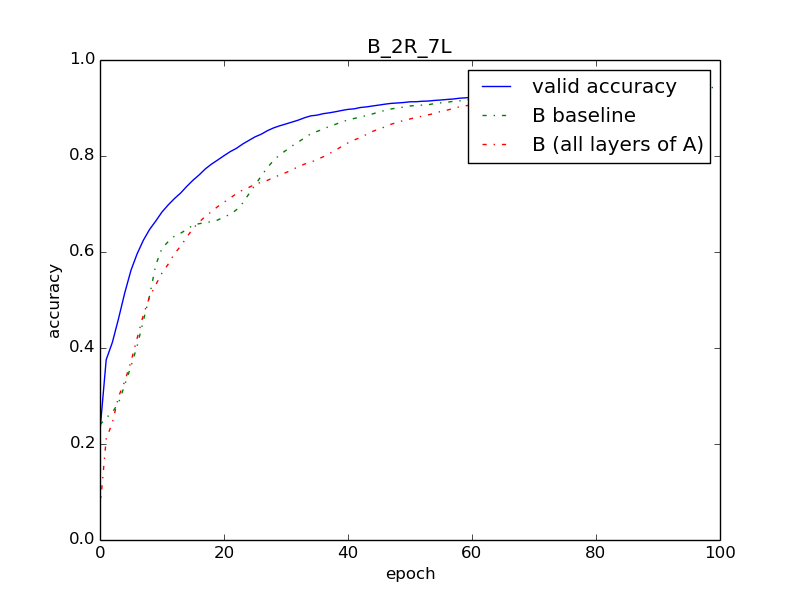 B_2R_7L
1.0
0.8
0.6
0.4
0.2
0.0
accuracy
valid accuracy
B baseline
B (all layers of A)
0 20 40 60 80 100
epoch